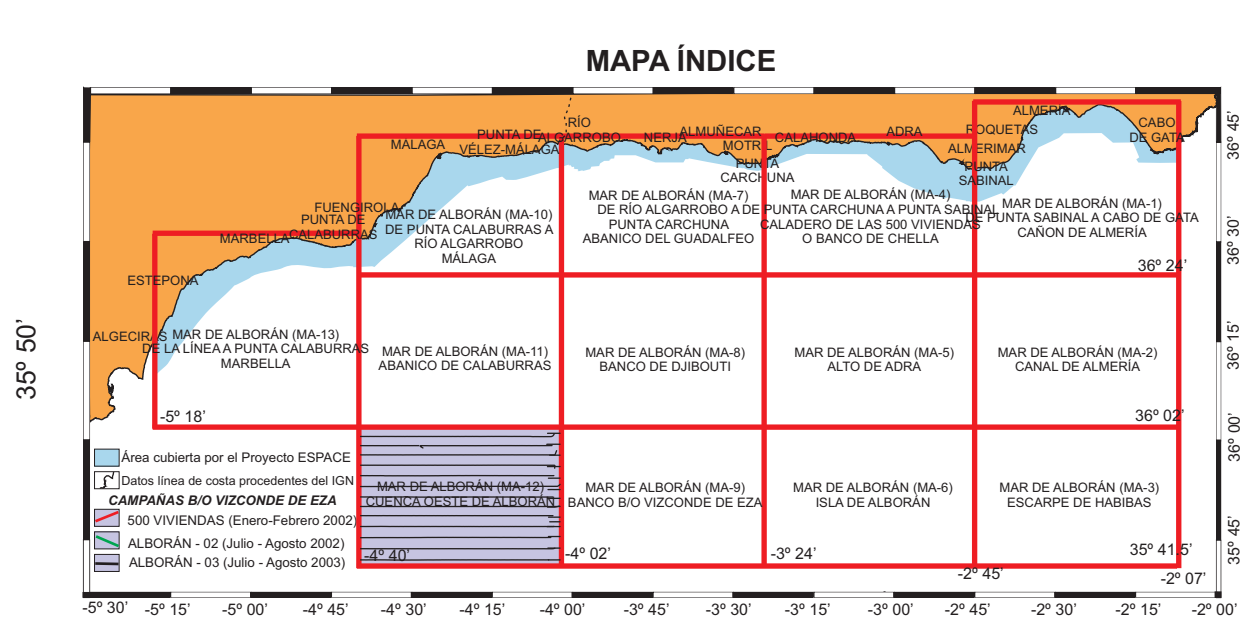 MAPA ÍNDICE
ALMERÍA
CABO
DE GATA
ROQUETAS
ALMERIMAR
PUNTA
SABINAL
ADRA
CALAHONDA
ALMUÑECAR
MOTRIL
PUNTA
CARCHUNA
NERJA
RÍO
ALGARROBO
PUNTA DE
VÉLEZ-MÁLAGA
MALAGA
FUENGIROLA
PUNTA DE
CALABURRAS
MARBELLA
ESTEPONA
ALGECIRAS
MAR DE ALBORÁN (MA-10)
DE PUNTA CALABURRAS A
RÍO ALGARROBO
MÁLAGA
MAR DE ALBORÁN (MA-7)
DE RÍO ALGARROBO A
PUNTA CARCHUNA
ABANICO DEL GUADALFEO
MAR DE ALBORÁN (MA-4)
DE PUNTA CARCHUNA A PUNTA SABINAL
CALADERO DE LAS 500 VIVIENDAS
O BANCO DE CHELLA
MAR DE ALBORÁN (MA-1)
DE PUNTA SABINAL A CABO DE GATA
CAÑON DE ALMERÍA
36º 24'
MAR DE ALBORÁN (MA-13)
DE LA LÍNEA A PUNTA CALABURRAS
MARBELLA
MAR DE ALBORÁN (MA-11)
ABANICO DE CALABURRAS
MAR DE ALBORÁN (MA-8)
BANCO DE DJIBOUTI
MAR DE ALBORÁN (MA-5)
ALTO DE ADRA
MAR DE ALBORÁN (MA-2)
CANAL DE ALMERÍA
-5º 18'
36º 02'
MAR DE ALBORÁN (MA-12)
CUENCA OESTE DE ALBORÁN
MAR DE ALBORÁN (MA-9)
BANCO B/O VIZCONDE DE EZA
MAR DE ALBORÁN (MA-6)
ISLA DE ALBORÁN
MAR DE ALBORÁN (MA-3)
ESCARPE DE HABIBAS
-4º 40'
-4º 02'
-3º 24'
35º 41.5'
-2º 45'
-2º 07'
Área cubierta por el Proyecto ESPACE
Datos línea de costa procedentes del IGN
CAMPAÑAS B/O VIZCONDE DE EZA
500 VIVIENDAS (Enero-Febrero 2002)
ALBORÁN - 02 (Julio - Agosto 2002)
ALBORÁN - 03 (Julio - Agosto 2003)
35º 50'
36º 45'
36º 30'
36º 15'
36º 00'
35º 45'
-5º 30'
-5º 15'
-5º 00'
-4º 45'
-4º 30'
-4º 15'
-4º 00'
-3º 45'
-3º 30'
-3º 15'
-3º 00'
-2º 45'
-2º 30'
-2º 15'
-2º 00'